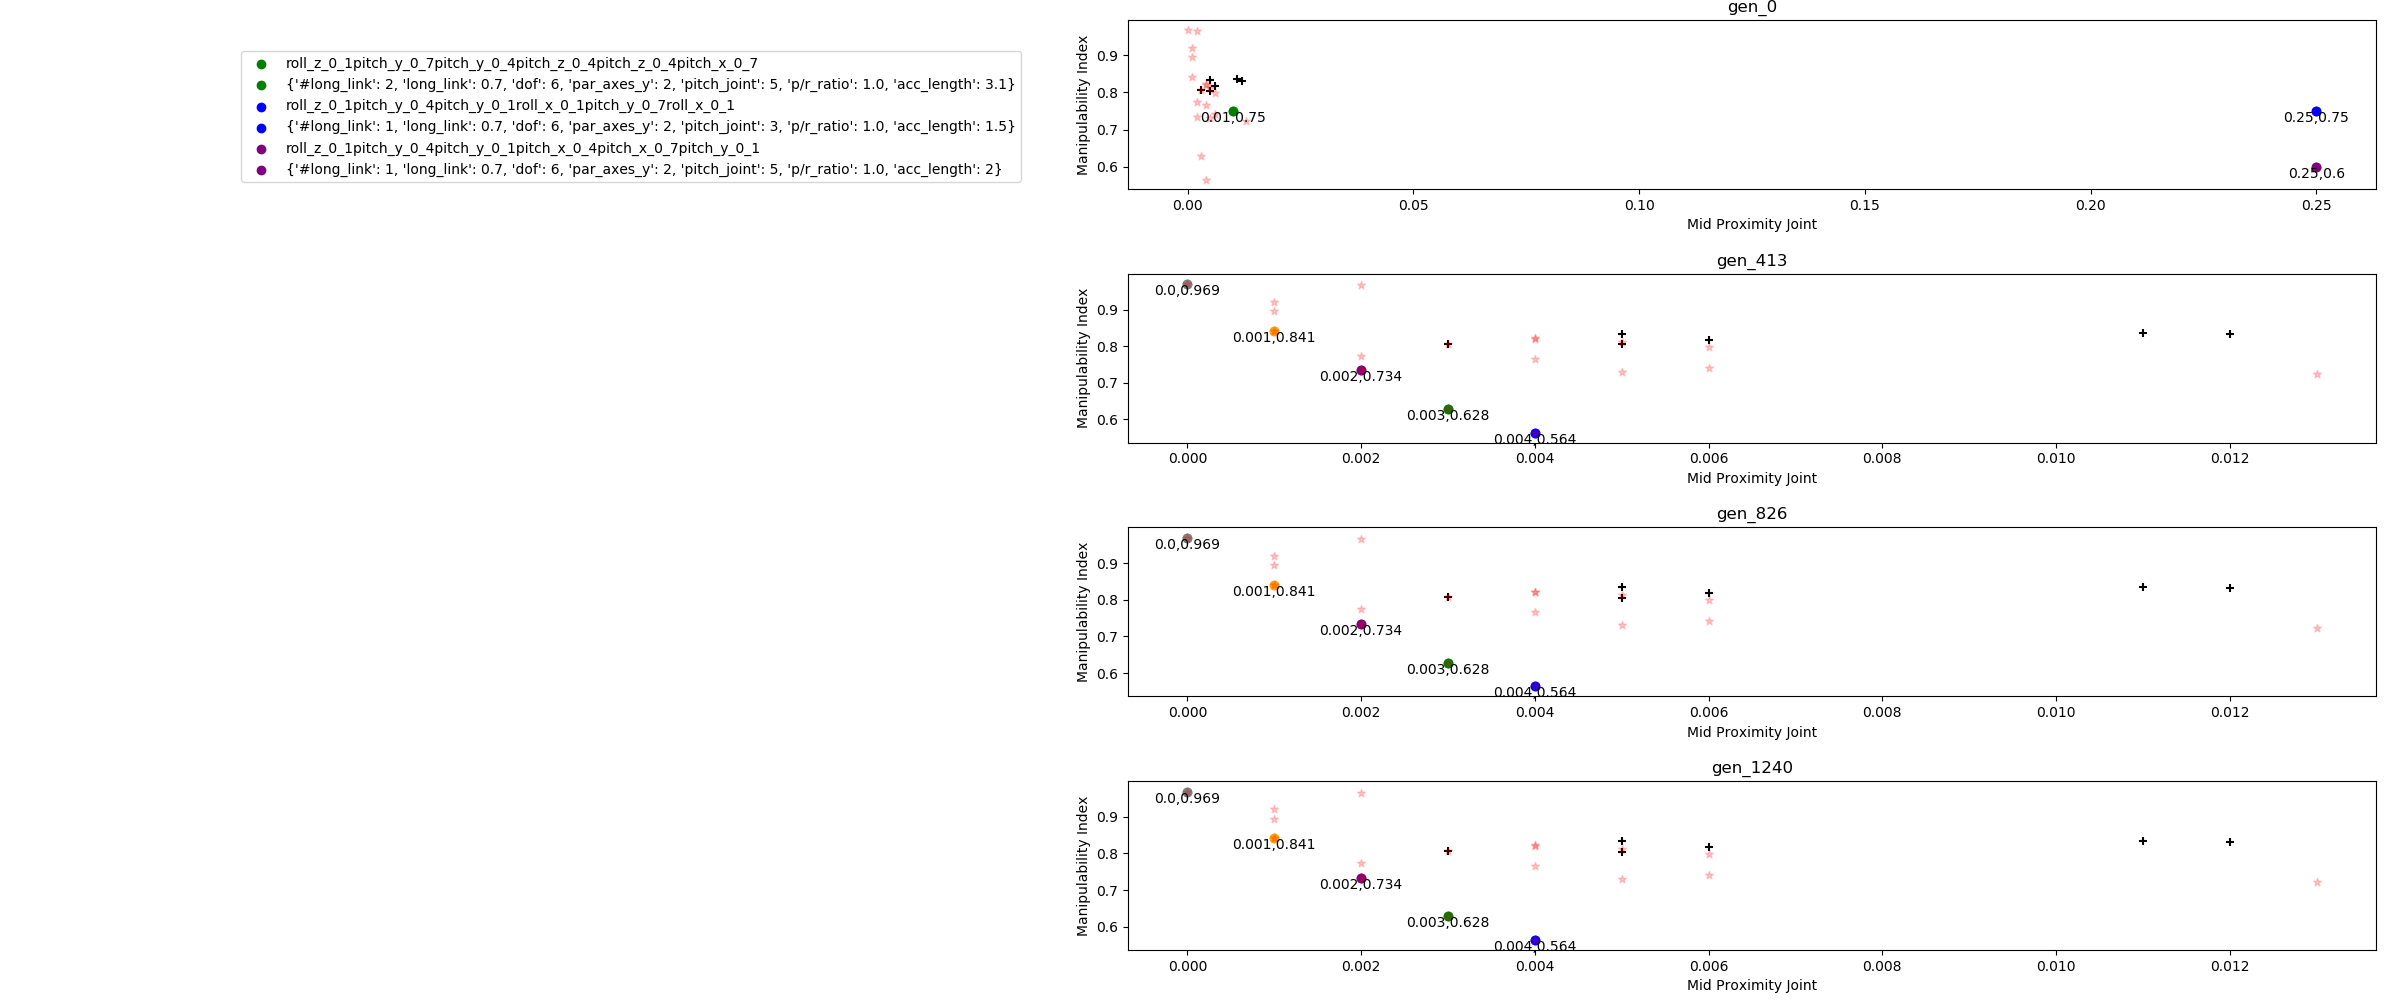 roll_z_0_1pitch_y_0_7pitch_y_0_4pitch_z_0_4pitch_z_0_4pitch_x_0_7
{'#long_link': 2, 'long_link': 0.7, 'dof': 6, 'par_axes_y': 2, 'pitch_joint': 5, 'p/r_ratio': 1.0, 'acc_length': 3.1}
roll_z_0_1pitch_y_0_4pitch_y_0_1roll_x_0_1pitch_y_0_7roll_x_0_1
{'#long_link': 1, 'long_link': 0.7, 'dof': 6, 'par_axes_y': 2, 'pitch_joint': 3, 'p/r_ratio': 1.0, 'acc_length': 1.5}
roll_z_0_1pitch_y_0_4pitch_y_0_1pitch_x_0_4pitch_x_0_7pitch_y_0_1
{'#long_link': 1, 'long_link': 0.7, 'dof': 6, 'par_axes_y': 2, 'pitch_joint': 5, 'p/r_ratio': 1.0, 'acc_length': 2}
gen_0
Manipulability Index
0.9
0.8
0.7
0.6
0.01,0.75
0.25,0.75
0.25,0.6
0.00 0.05 0.10 0.15 0.20 0.25
Mid Proximity Joint
gen_413
Manipulability Index
0.9
0.8
0.7
0.6
0.0,0.969
0.001,0.841
0.002,0.734
0.003,0.628
0.004,0.564
0.000 0.002 0.004 0.006 0.008 0.010 0.012
Mid Proximity Joint
gen_826
Manipulability Index
0.9
0.8
0.7
0.6
0.0,0.969
0.001,0.841
0.002,0.734
0.003,0.628
0.004,0.564
0.000 0.002 0.004 0.006 0.008 0.010 0.012
Mid Proximity Joint
gen_1240
Manipulability Index
0.9
0.8
0.7
0.6
0.0,0.969
0.001,0.841
0.002,0.734
0.003,0.628
0.004,0.564
0.000 0.002 0.004 0.006 0.008 0.010 0.012
Mid Proximity Joint